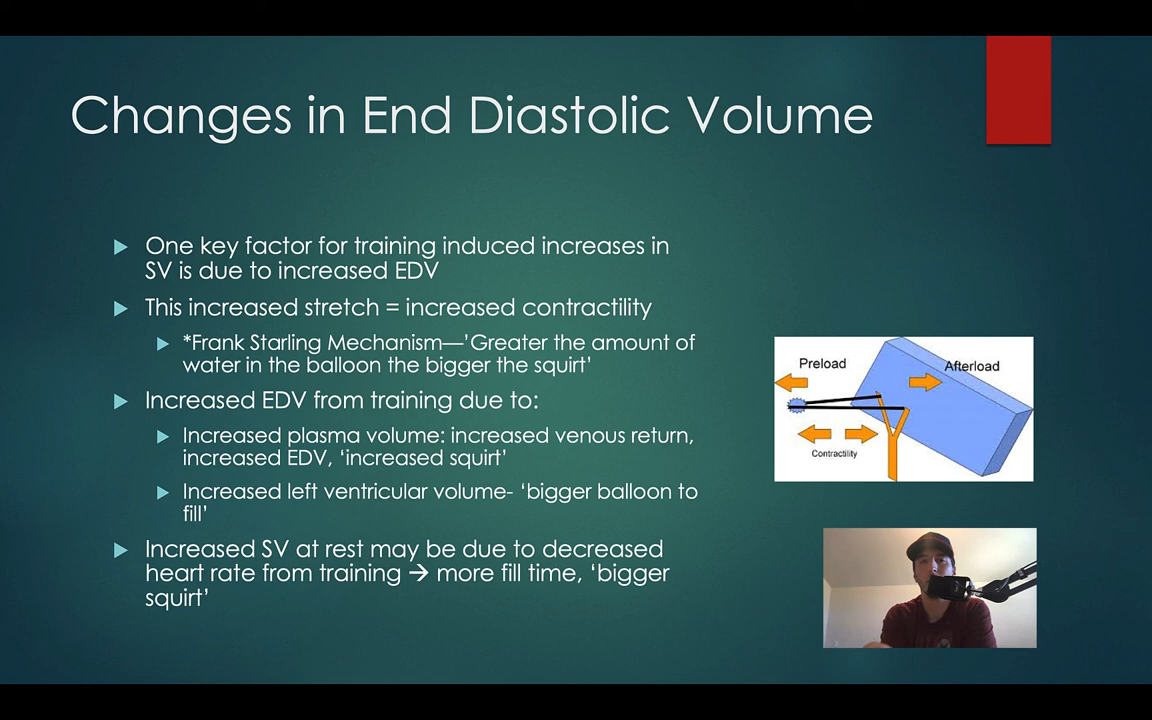 Changes in End Diastolic Volume
One key factor for training induced increases in
SV is due to increased EDV
This increased stretch = increased contractility
*Frank Starling Mechanism—’Greater the amount of
water in the balloon the bigger the squirt’
Increased EDV from training due to:
Increased plasma volume: increased venous return,
increased EDV, ‘increased squirt’
Increased left ventricular volume- ‘bigger balloon to
fill’
Increased SV at rest may be due to decreased
heart rate from training → more fill time, ‘bigger
squirt’
Preload
Afterload
Contractility